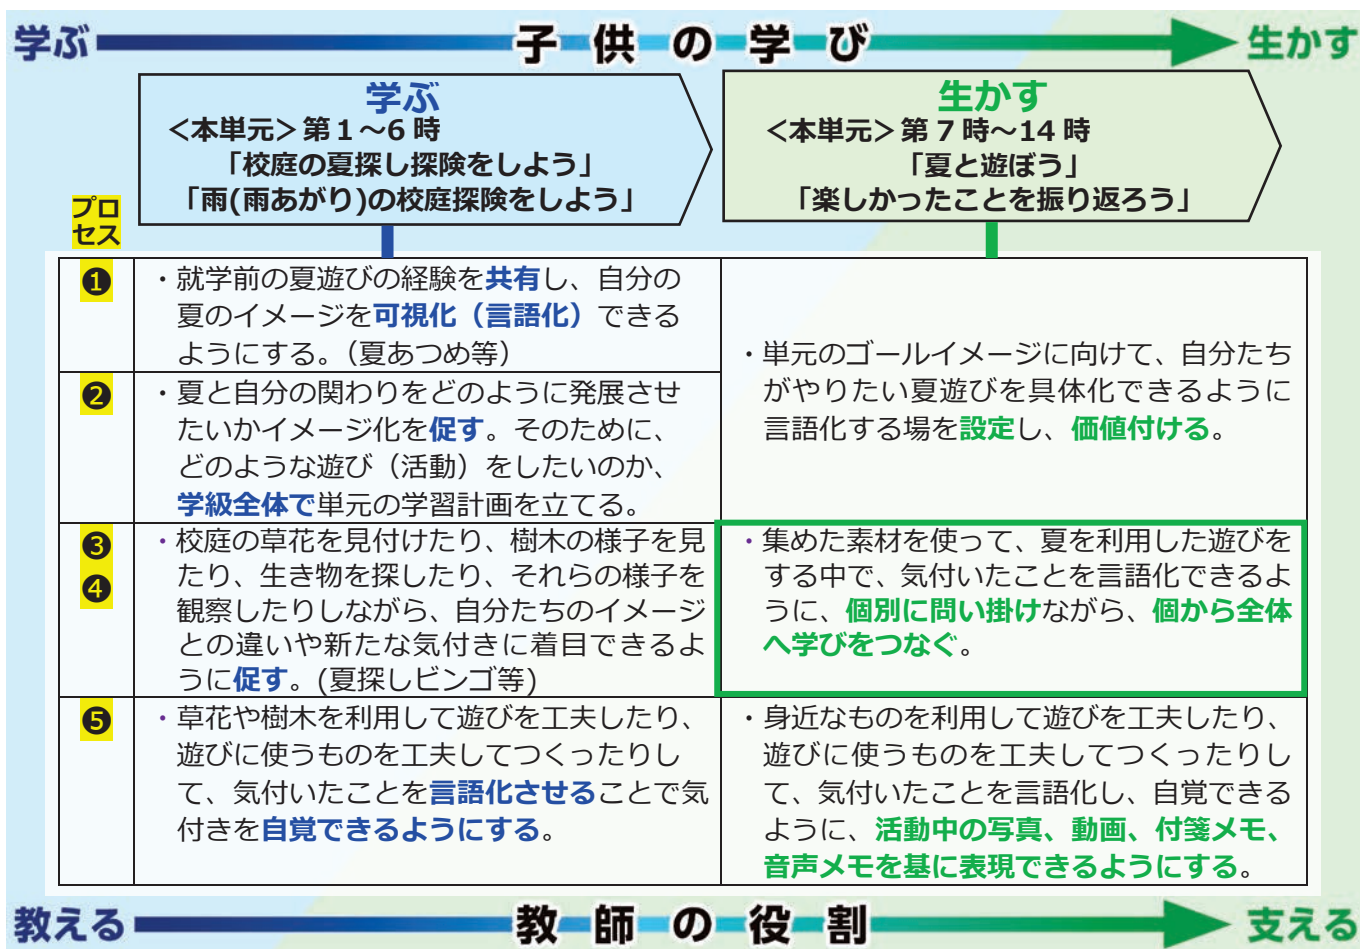 学ぶ 子供の学び 生かす
学ぶ
＜本単元＞第１～6 時
「校庭の夏探し探険をしよう」
「雨(雨あがり)の校庭探険をしよう」
生かす
＜本単元＞第 7 時～14 時
「夏と遊ぼう」
「楽しかったことを振り返ろう」
プロ
セス
❶
・就学前の夏遊びの経験を共有し、自分の
夏のイメージを可視化（言語化）できる
ようにする。（夏あつめ等）
❷
・夏と自分の関わりをどのように発展させ
たいかイメージ化を促す。そのために、
どのような遊び（活動）をしたいのか、
学級全体で単元の学習計画を立てる。
・単元のゴールイメージに向けて、自分たち
がやりたい夏遊びを具体化できるように
言語化する場を設定し、価値付ける。
❸
❹
・校庭の草花を見付けたり、樹木の様子を見
たり、生き物を探したり、それらの様子を
観察したりしながら、自分たちのイメージ
との違いや新たな気付きに着目できるよ
うに促す。(夏探しビンゴ等)
・集めた素材を使って、夏を利用した遊びを
する中で、気付いたことを言語化できるよ
うに、個別に問い掛けながら、個から全体
へ学びをつなぐ。
❺
・草花や樹木を利用して遊びを工夫したり、
遊びに使うものを工夫してつくったりし
て、気付いたことを言語化させることで気
付きを自覚できるようにする。
・身近なものを利用して遊びを工夫したり、
遊びに使うものを工夫してつくったりし
て、気付いたことを言語化し、自覚できる
ように、活動中の写真、動画、付箋メモ、
音声メモを基に表現できるようにする。
教える 教師の役割 支える